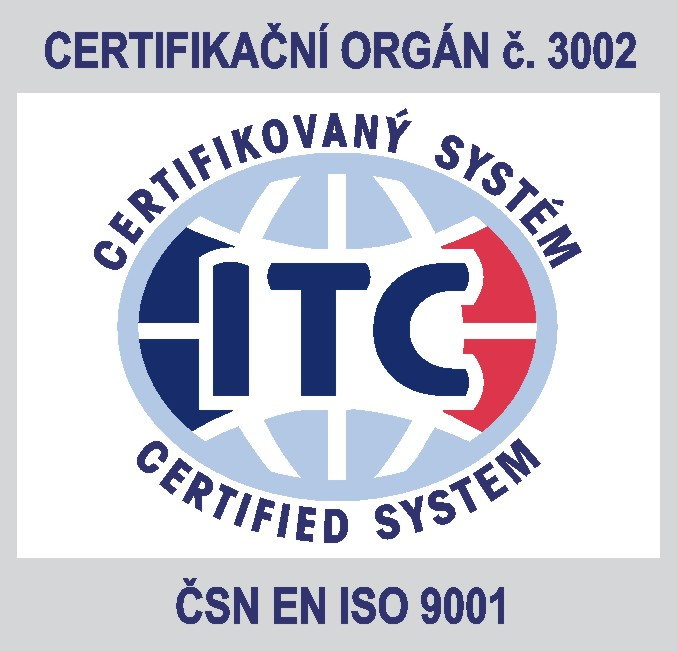 CERTIFIKAČNÍ ORGÁN č. 3002
CERTIFIKOVANÝ SYSTÉM
ITC
CERTIFIED SYSTEM
ČSN EN ISO 9001